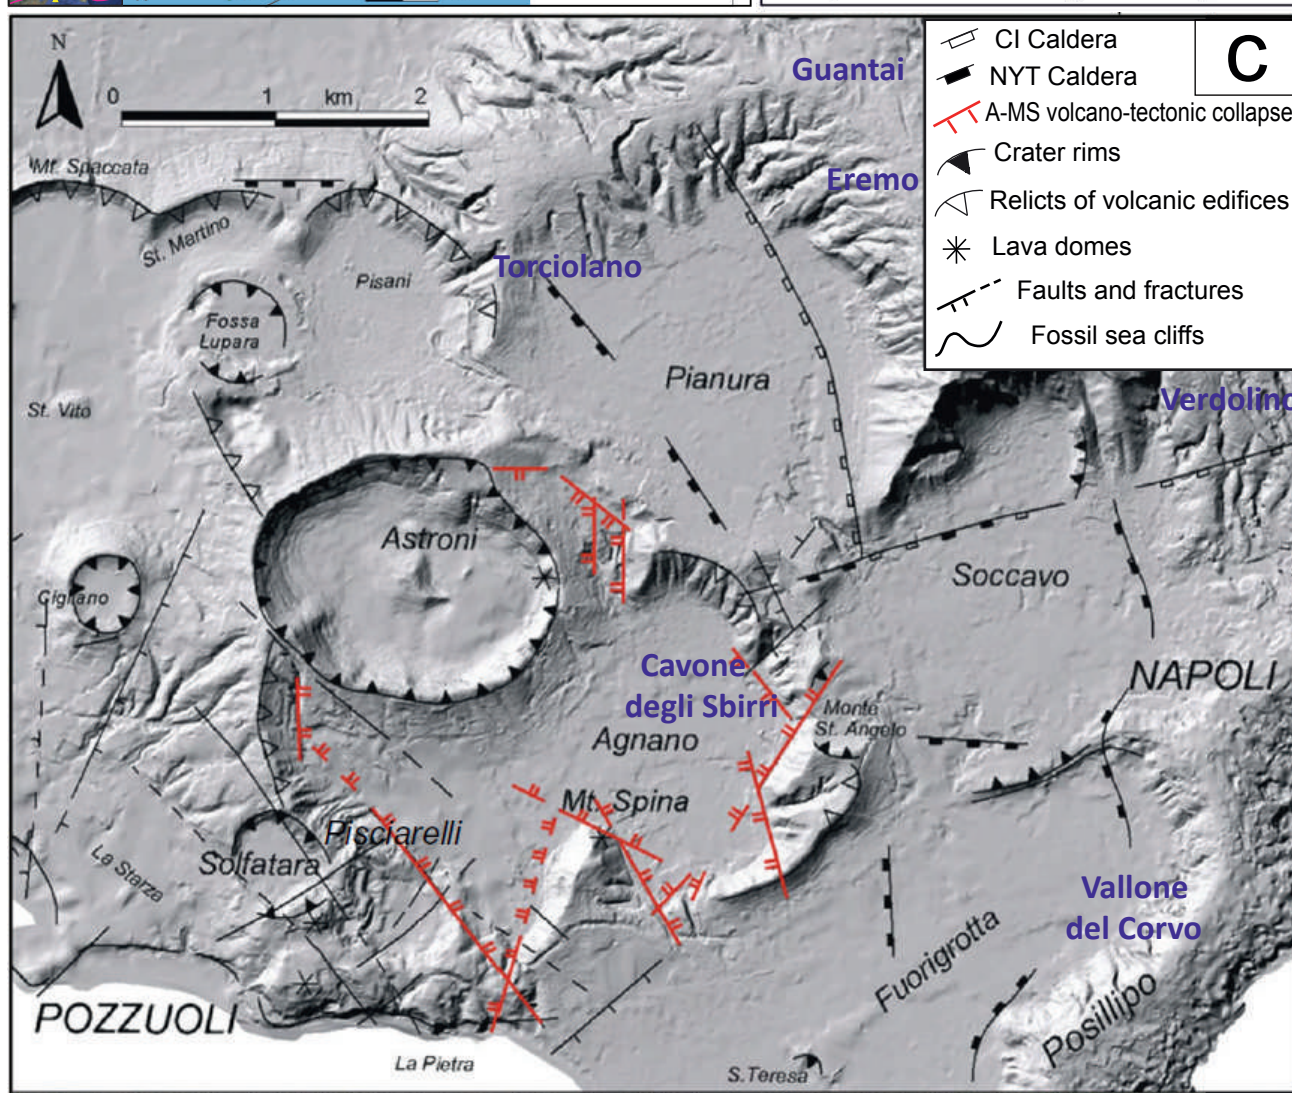 N
0 1 km 2
C
CI Caldera
NYT Caldera
A-MS volcano-tectonic collapse
Crater rims
Relicts of volcanic edifices
Lava domes
Faults and fractures
Fossil sea cliffs
Guantai
Mt. Spaccata
Eremo
St. Martino
Torciolano
Pisani
Fossa
Lupara
Pianura
St. Vito
Verdolino
Astroni
Soccavo
Cigliano
Cavone
degli Sbirri
NAPOLI
Monte
St. Angelo
Agnano
Mt. Spina
Pisciarelli
La Starza
Solfatara
Vallone
del Corvo
Fuorigrotta
Posillipo
POZZUOLI
La Pietra
S.Teresa